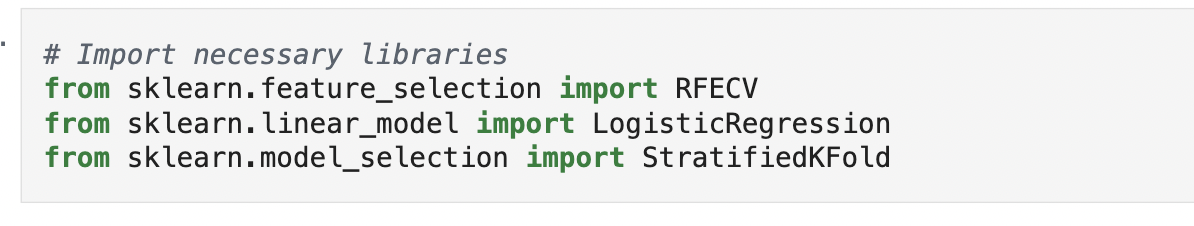 # Import necessary libraries
from sklearn.feature_selection import RFECV
from sklearn.linear_model import LogisticRegression
from sklearn.model_selection import StratifiedKFold